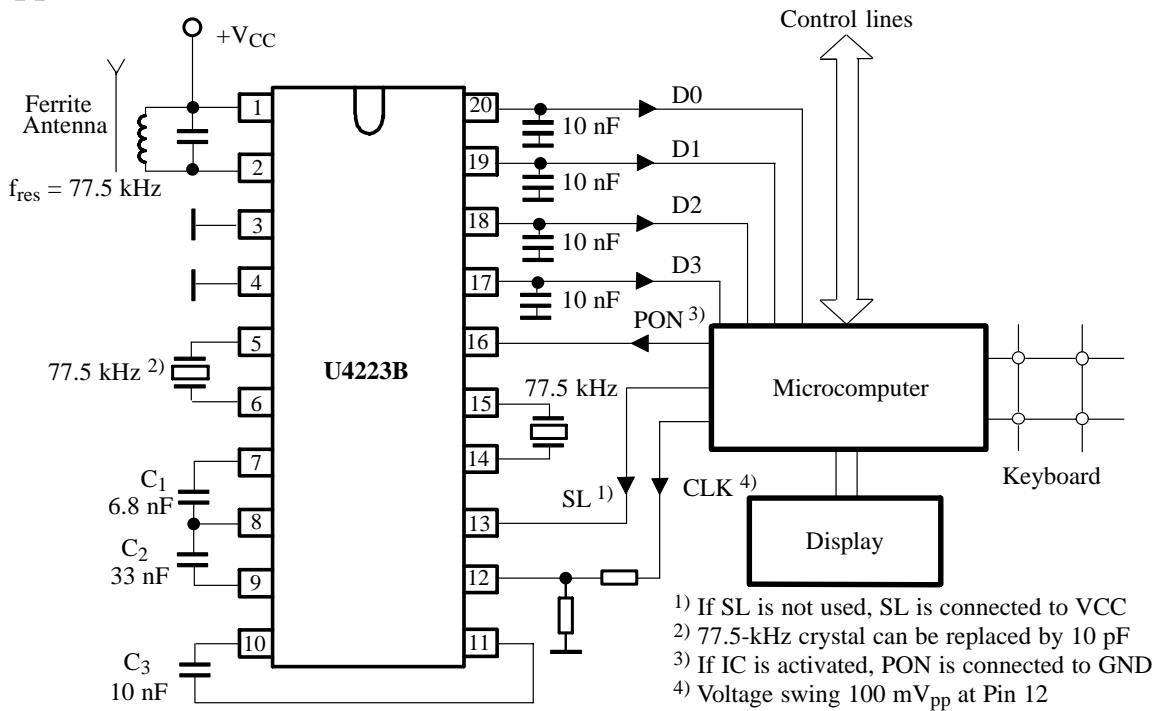 Control lines
+VCC
Ferrite
Antenna
fres = 77.5 kHz
1
2
3
4
5
6
7
8
9
10
20
19
18
17
16
15
14
13
12
11
U4223B
D0
10 nF
D1
10 nF
D2
10 nF
D3
10 nF
PON 3)
77.5 kHz 2)
77.5 kHz
Microcomputer
Keyboard
C1
6.8 nF
C2
33 nF
C3
10 nF
SL 1)
CLK 4)
Display
1) If SL is not used, SL is connected to VCC
2) 77.5-kHz crystal can be replaced by 10 pF
3) If IC is activated, PON is connected to GND
4) Voltage swing 100 mVpp at Pin 12